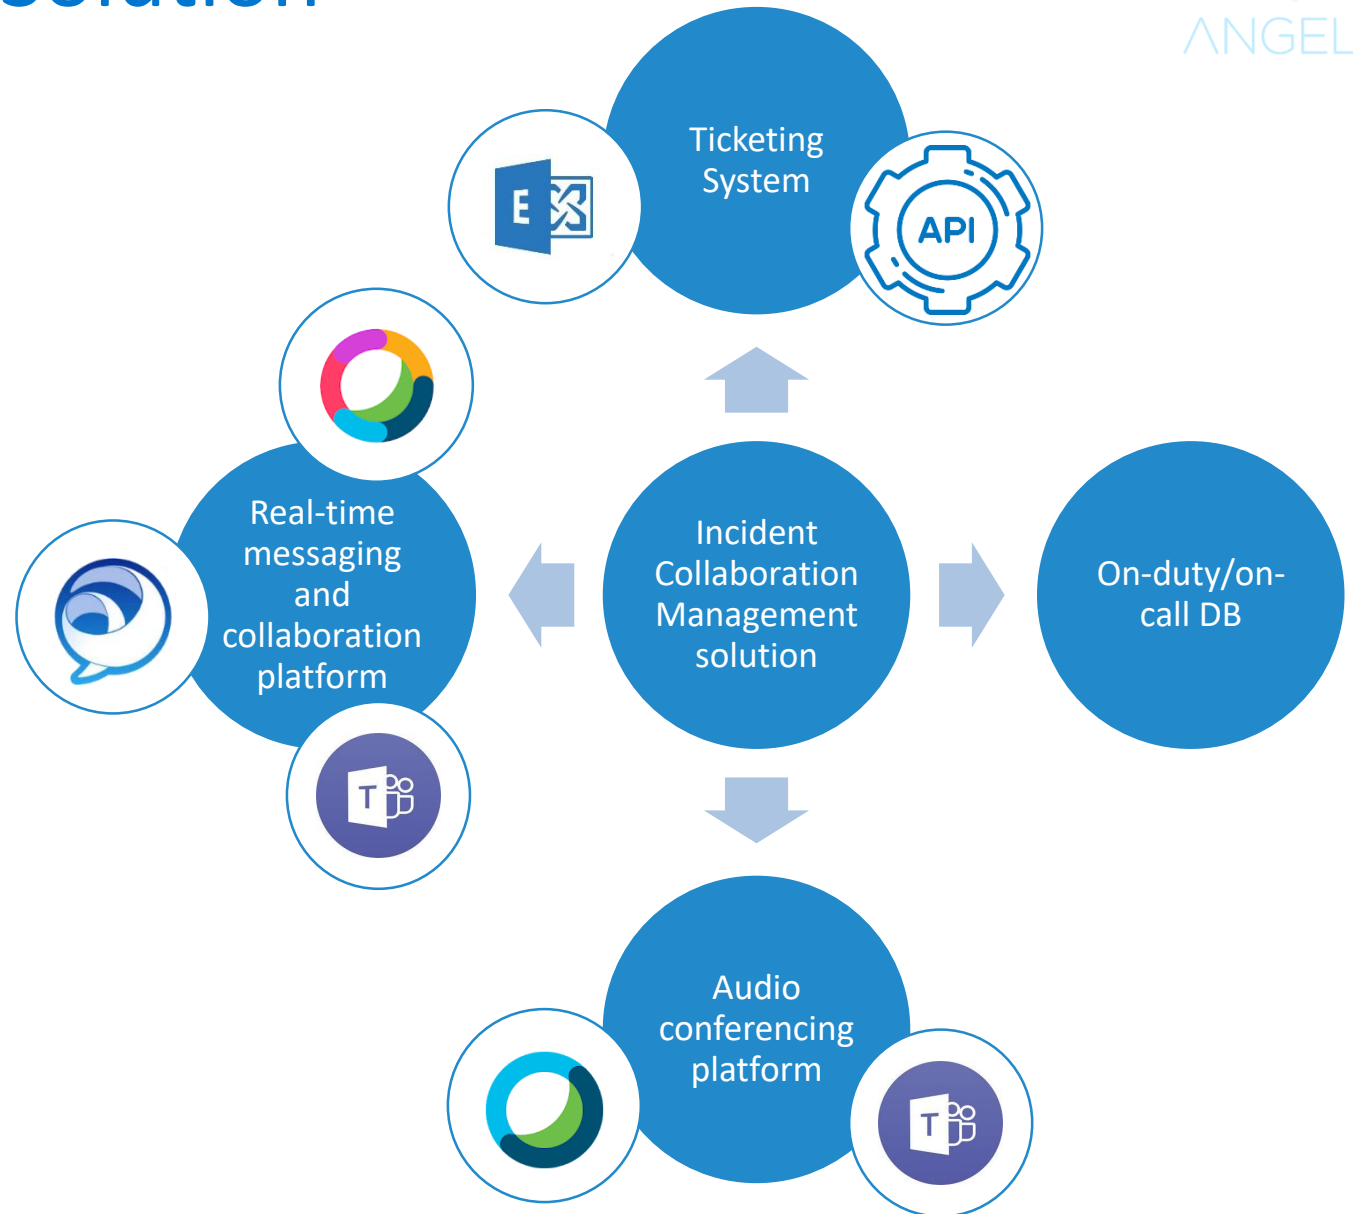 solution
ANGEL
Ticketing
System
E
API
Real-time
messaging
and
collaboration
platform
Incident
Collaboration
Management
solution
On-duty/on-
call DB
T
Audio
conferencing
platform
T